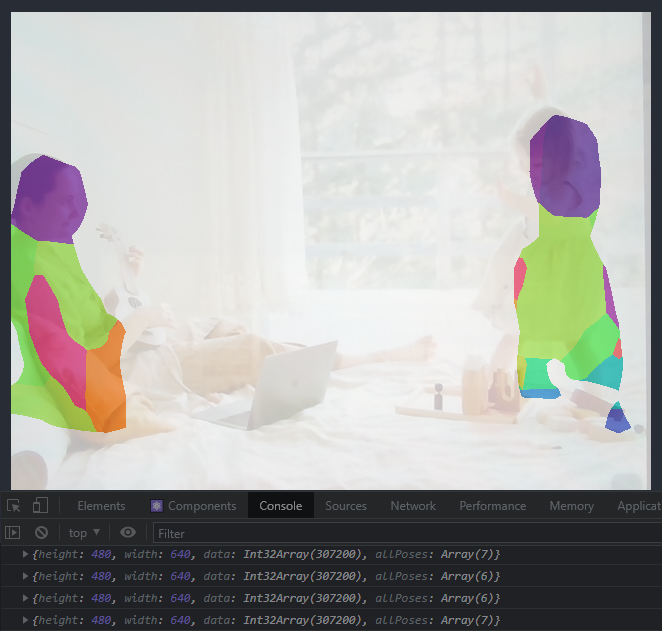 Elements
Components
Console
Sources
Network
Performance
Memory
Applicat
top
Filter
{height: 480, width: 640, data: Int32Array(307200), allPoses: Array(7)}
{height: 480, width: 640, data: Int32Array(307200), allPoses: Array(6)}
{height: 480, width: 640, data: Int32Array(307200), allPoses: Array(6)}
{height: 480, width: 640, data: Int32Array(307200), allPoses: Array(7)}